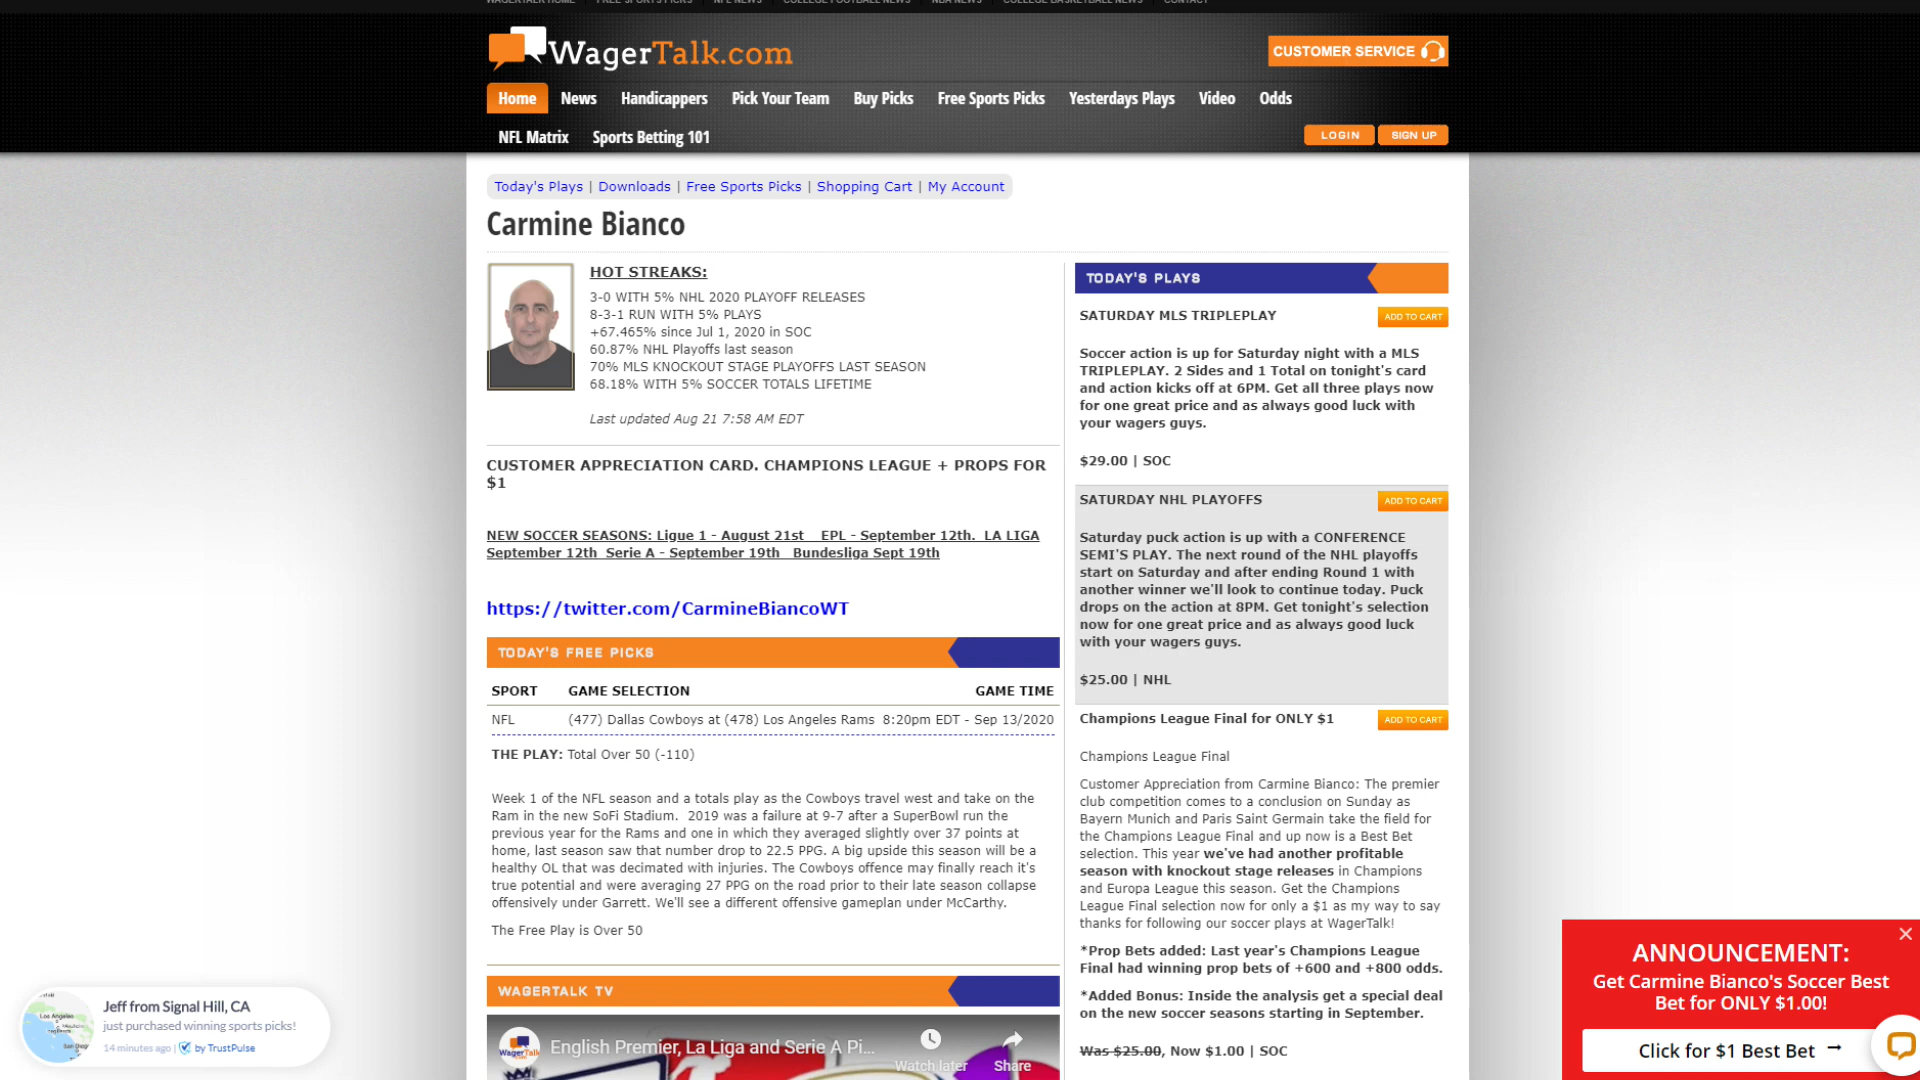 WAGERTALK HOME FREE SPORTS PICKS NFL NEWS COLLEGE FOOTBALL NEWS NBA NEWS COLLEGE BASKETBALL NEWS CONTACT
WagerTalk.com
CUSTOMER SERVICE
Home News Handicappers Pick Your Team Buy Picks Free Sports Picks Yesterdays Plays Video Odds
NFL Matrix Sports Betting 101
LOGIN SIGN UP
Today's Plays | Downloads | Free Sports Picks | Shopping Cart | My Account
Carmine Bianco
HOT STREAKS:
3-0 WITH 5% NHL 2020 PLAYOFF RELEASES
8-3-1 RUN WITH 5% PLAYS
+67.465% since Jul 1, 2020 in SOC
60.87% NHL Playoffs last season
70% MLS KNOCKOUT STAGE PLAYOFFS LAST SEASON
68.18% WITH 5% SOCCER TOTALS LIFETIME
Last updated Aug 21 7:58 AM EDT
CUSTOMER APPRECIATION CARD. CHAMPIONS LEAGUE + PROPS FOR
$1
NEW SOCCER SEASONS: Ligue 1 - August 21st EPL - September 12th. LA LIGA
September 12th Serie A - September 19th Bundesliga Sept 19th
https://twitter.com/CarmineBiancoWT
TODAY'S FREE PICKS
SPORT GAME SELECTION GAME TIME
NFL (477) Dallas Cowboys at (478) Los Angeles Rams 8:20pm EDT - Sep 13/2020
THE PLAY: Total Over 50 (-110)
Week 1 of the NFL season and a totals play as the Cowboys travel west and take on the
Ram in the new SoFi Stadium. 2019 was a failure at 9-7 after a SuperBowl run the
previous year for the Rams and one in which they averaged slightly over 37 points at
home, last season saw that number drop to 22.5 PPG. A big upside this season will be a
healthy OL that was decimated with injuries. The Cowboys offence may finally reach it's
true potential and were averaging 27 PPG on the road prior to their late season collapse
offensively under Garrett. We'll see a different offensive gameplan under McCarthy.
The Free Play is Over 50
WAGERTALK TV
English Premier, La Liga and Serie A Pi...
Watch later Share
TODAY'S PLAYS
SATURDAY MLS TRIPLEPLAY
ADD TO CART
Soccer action is up for Saturday night with a MLS
TRIPLEPLAY. 2 Sides and 1 Total on tonight's card
and action kicks off at 6PM. Get all three plays now
for one great price and as always good luck with
your wagers guys.
$29.00 | SOC
SATURDAY NHL PLAYOFFS
ADD TO CART
Saturday puck action is up with a CONFERENCE
SEMI'S PLAY. The next round of the NHL playoffs
start on Saturday and after ending Round 1 with
another winner we'll look to continue today. Puck
drops on the action at 8PM. Get tonight's selection
now for one great price and as always good luck
with your wagers guys.
$25.00 | NHL
Champions League Final for ONLY $1
ADD TO CART
Champions League Final
Customer Appreciation from Carmine Bianco: The premier
club competition comes to a conclusion on Sunday as
Bayern Munich and Paris Saint Germain take the field for
the Champions League Final and up now is a Best Bet
selection. This year we've had another profitable
season with knockout stage releases in Champions
and Europa League this season. Get the Champions
League Final selection now for only a $1 as my way to say
thanks for following our soccer plays at WagerTalk!
*Prop Bets added: Last year's Champions League
Final had winning prop bets of +600 and +800 odds.
*Added Bonus: Inside the analysis get a special deal
on the new soccer seasons starting in September.
Was $25.00, Now $1.00 | SOC
Jeff from Signal Hill, CA
just purchased winning sports picks!
14 minutes ago | by TrustPulse
ANNOUNCEMENT:
Get Carmine Bianco's Soccer Best
Bet for ONLY $1.00!
Click for $1 Best Bet →